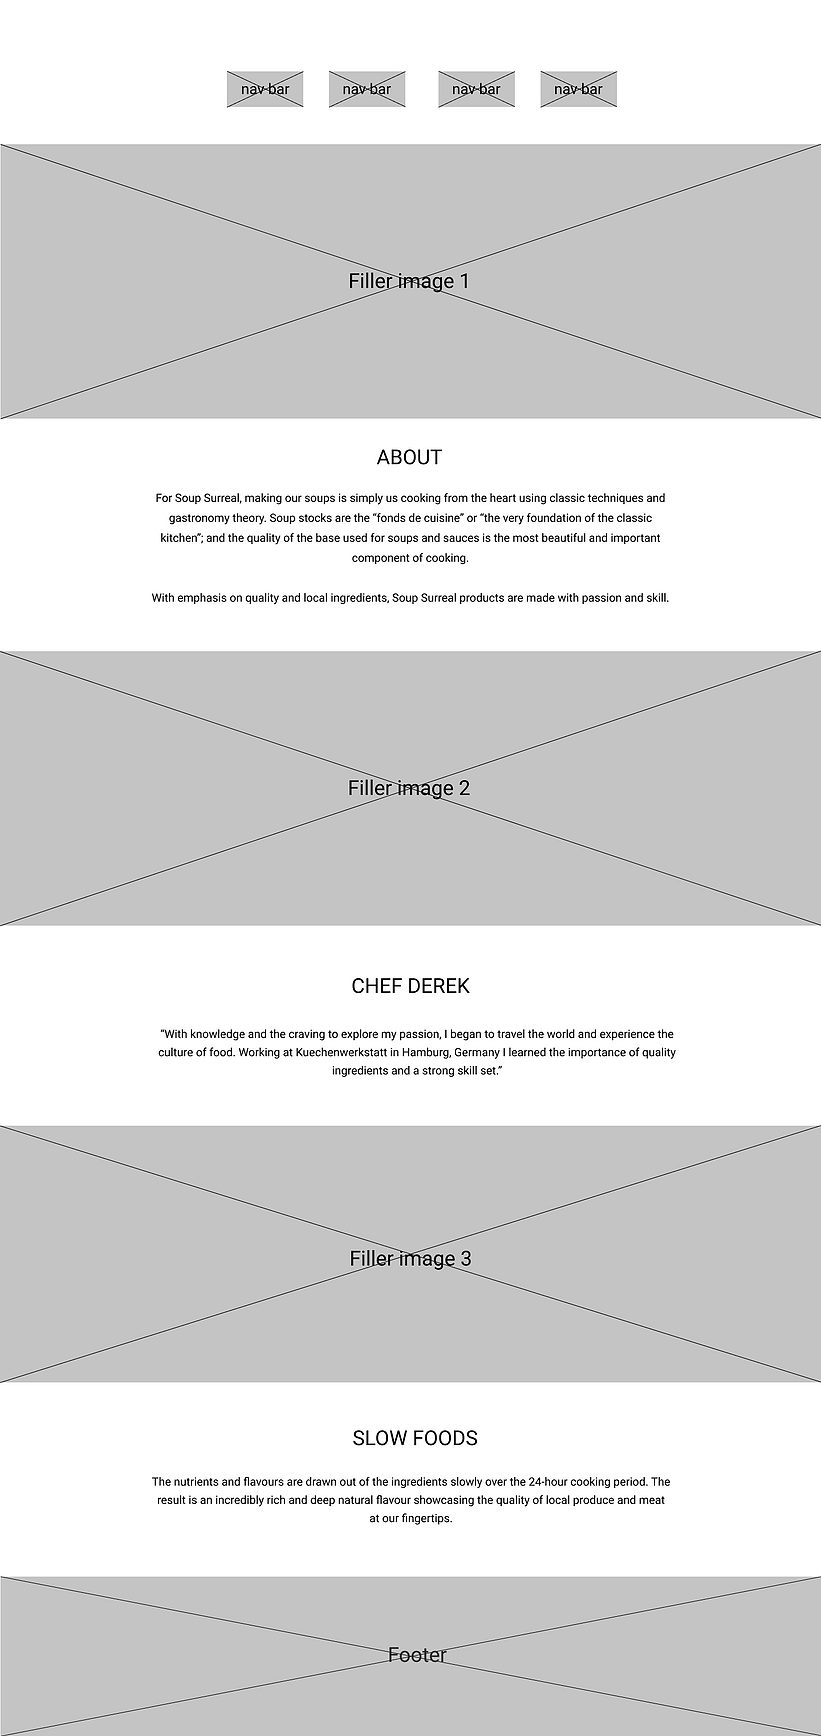 nav-bar nav-bar nav-bar nav-bar
Filler image 1
ABOUT
For Soup Surreal, making our soups is simply us cooking from the heart using classic techniques and
gastronomy theory. Soup stocks are the “fonds de cuisine” or “the very foundation of the classic
kitchen”; and the quality of the base used for soups and sauces is the most beautiful and important
component of cooking.
With emphasis on quality and local ingredients, Soup Surreal products are made with passion and skill.
Filler image 2
CHEF DEREK
“With knowledge and the craving to explore my passion, I began to travel the world and experience the
culture of food. Working at Kuechenwerkstatt in Hamburg, Germany I learned the importance of quality
ingredients and a strong skill set.”
Filler image 3
SLOW FOODS
The nutrients and flavours are drawn out of the ingredients slowly over the 24-hour cooking period. The
result is an incredibly rich and deep natural flavour showcasing the quality of local produce and meat
at our fingertips.
Footer